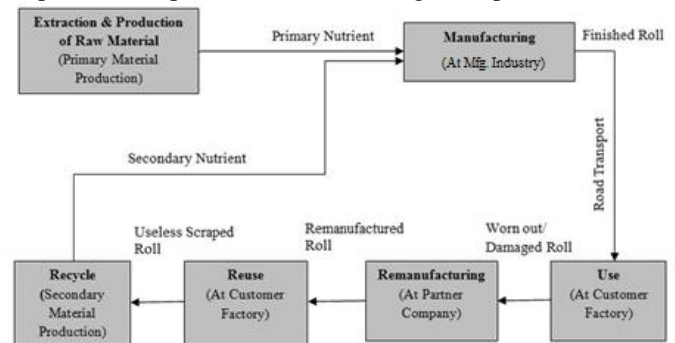 Extraction & Production
of Raw Material
(Primary Material
Production)
Primary Nutrient
Manufacturing
(At Mfg. Industry)
Finished Roll
Secondary Nutrient
Road Transport
Useless Scraped
Roll
Remanufactured
Roll
Worn out/
Damaged Roll
Recycle
(Secondary
Material
Production)
Reuse
(At Customer
Factory)
Remanufacturing
(At Partner
Company)
Use
(At Customer
Factory)